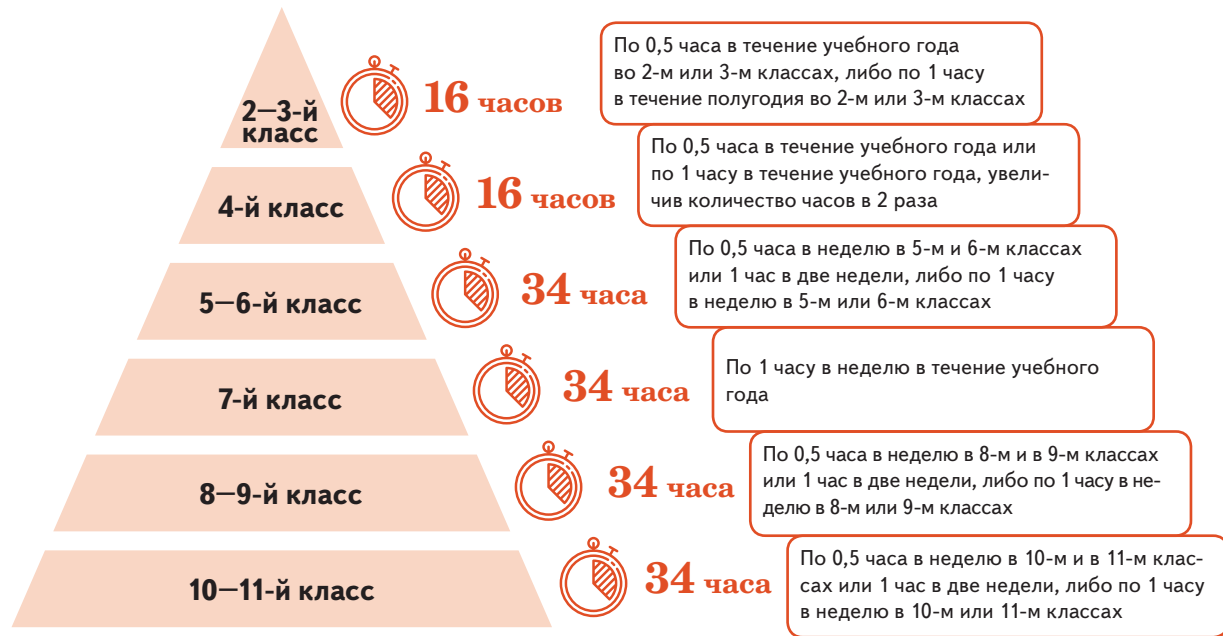 2—3-й
класс
16 часов
По 0,5 часа в течение учебного года
во 2-м или 3-м классах, либо по 1 часу
в течение полугодия во 2-м или 3-м классах
4-й класс
16 часов
По 0,5 часа в течение учебного года или
по 1 часу в течение учебного года, увели-
чив количество часов в 2 раза
5—6-й класс
34 часа
По 0,5 часа в неделю в 5-м и 6-м классах
или 1 час в две недели, либо по 1 часу
в неделю в 5-м или 6-м классах
7-й класс
34 часа
По 1 часу в неделю в течение учебного
года
8—9-й класс
34 часа
По 0,5 часа в неделю в 8-м и в 9-м классах
или 1 час в две недели, либо по 1 часу в не-
делю в 8-м или 9-м классах
10—11-й класс
34 часа
По 0,5 часа в неделю в 10-м и в 11-м клас-
сах или 1 час в две недели, либо по 1 часу
в неделю в 10-м или 11-м классах